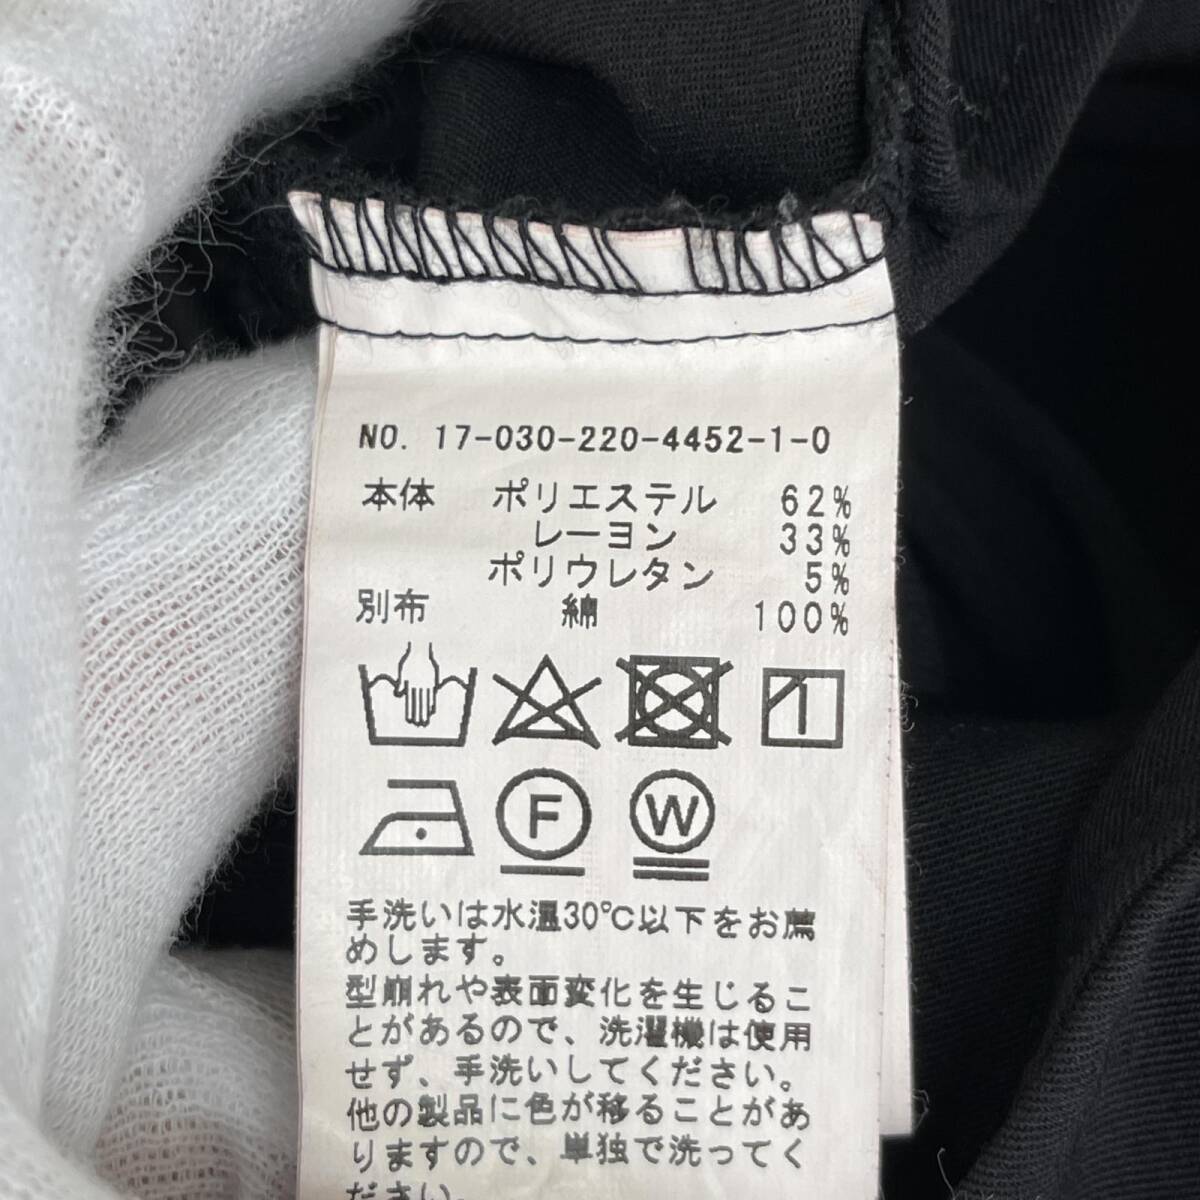 NO. 17-030-220-4452-1-0
本体 ポリエステル 62%
レーヨン 33%
ポリウレタン 5%
別布 綿 100%
F W
手洗いは水温30℃以下をお薦
めします。
型崩れや表面変化を生じるこ
とがあるので、洗濯機は使用
せず、手洗いしてください。
他の製品に色が移ることがあ
りますので、単独で洗ってく
ださい。